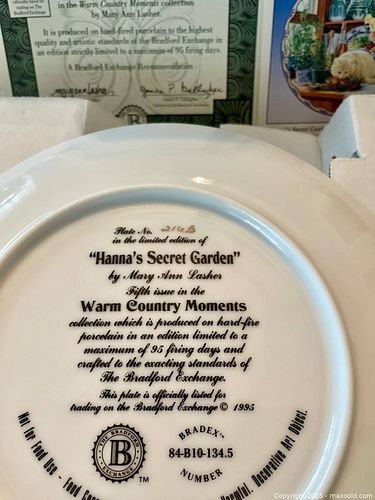 in the Warm Country Moments collection
by Mary Ann Lasher.
It is produced on hard-fired porcelain to the highest
quality and artistic standards of the Bradford Exchange in
an edition strictly limited to a maximum of 95 firing days.
A Bradford Exchange Recommendation
Plate No.
in the limited edition of
"Hanna's Secret Garden"
by Mary Ann Lasher
Fifth issue in the
Warm Country Moments
collection which is produced on hard-fire
porcelain in an edition limited to a
maximum of 95 firing days and
crafted to the exacting standards of
The Bradford Exchange.
This plate is officially listed for
trading on the Bradford Exchange © 1995
THE BRADFORD EXCHANGE
B
TM
BRADEX™
84-B10-134.5
NUMBER
Not for Food Use - Food
Decorative Art Object.
Copyright 2025 - maxsold.com